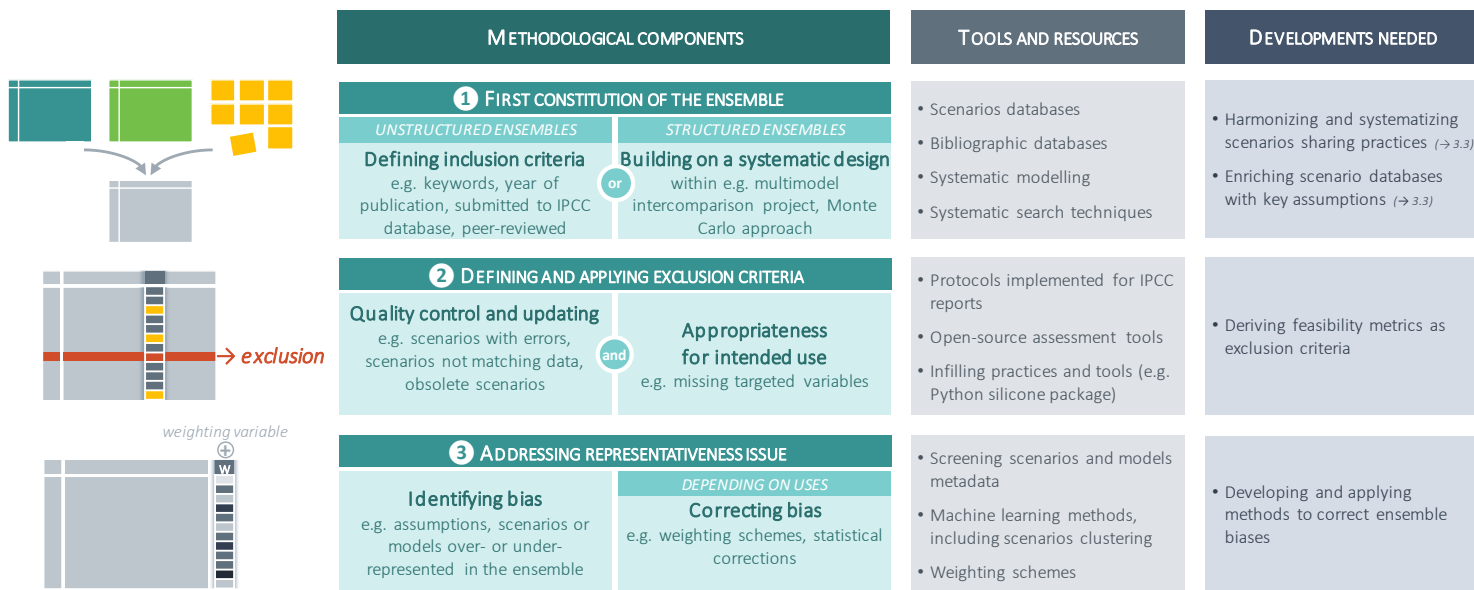 METHODOLOGICAL COMPONENTS
TOOLS AND RESOURCES
DEVELOPMENTS NEEDED
1 FIRST CONSTITUTION OF THE ENSEMBLE
UNSTRUCTURED ENSEMBLES
Defining inclusion criteria
e.g. keywords, year of
publication, submitted to IPCC
database, peer-reviewed
or
STRUCTURED ENSEMBLES
Building on a systematic design
within e.g. multimodel
intercomparison project, Monte
Carlo approach
• Scenarios databases
• Bibliographic databases
• Systematic modelling
• Systematic search techniques
• Harmonizing and systematizing
scenarios sharing practices (→ 3.3)
• Enriching scenario databases
with key assumptions (→ 3.3)
→ exclusion
2 DEFINING AND APPLYING EXCLUSION CRITERIA
Quality control and updating
e.g. scenarios with errors,
scenarios not matching data,
obsolete scenarios
and
Appropriateness
for intended use
e.g. missing targeted variables
• Protocols implemented for IPCC
reports
• Open-source assessment tools
• Infilling practices and tools (e.g.
Python silicone package)
• Deriving feasibility metrics as
exclusion criteria
weighting variable
W
3 ADDRESSING REPRESENTATIVENESS ISSUE
Identifying bias
e.g. assumptions, scenarios or
models over- or under-
represented in the ensemble
DEPENDING ON USES
Correcting bias
e.g. weighting schemes, statistical
corrections
• Screening scenarios and models
metadata
• Machine learning methods,
including scenarios clustering
• Weighting schemes
• Developing and applying
methods to correct ensemble
biases